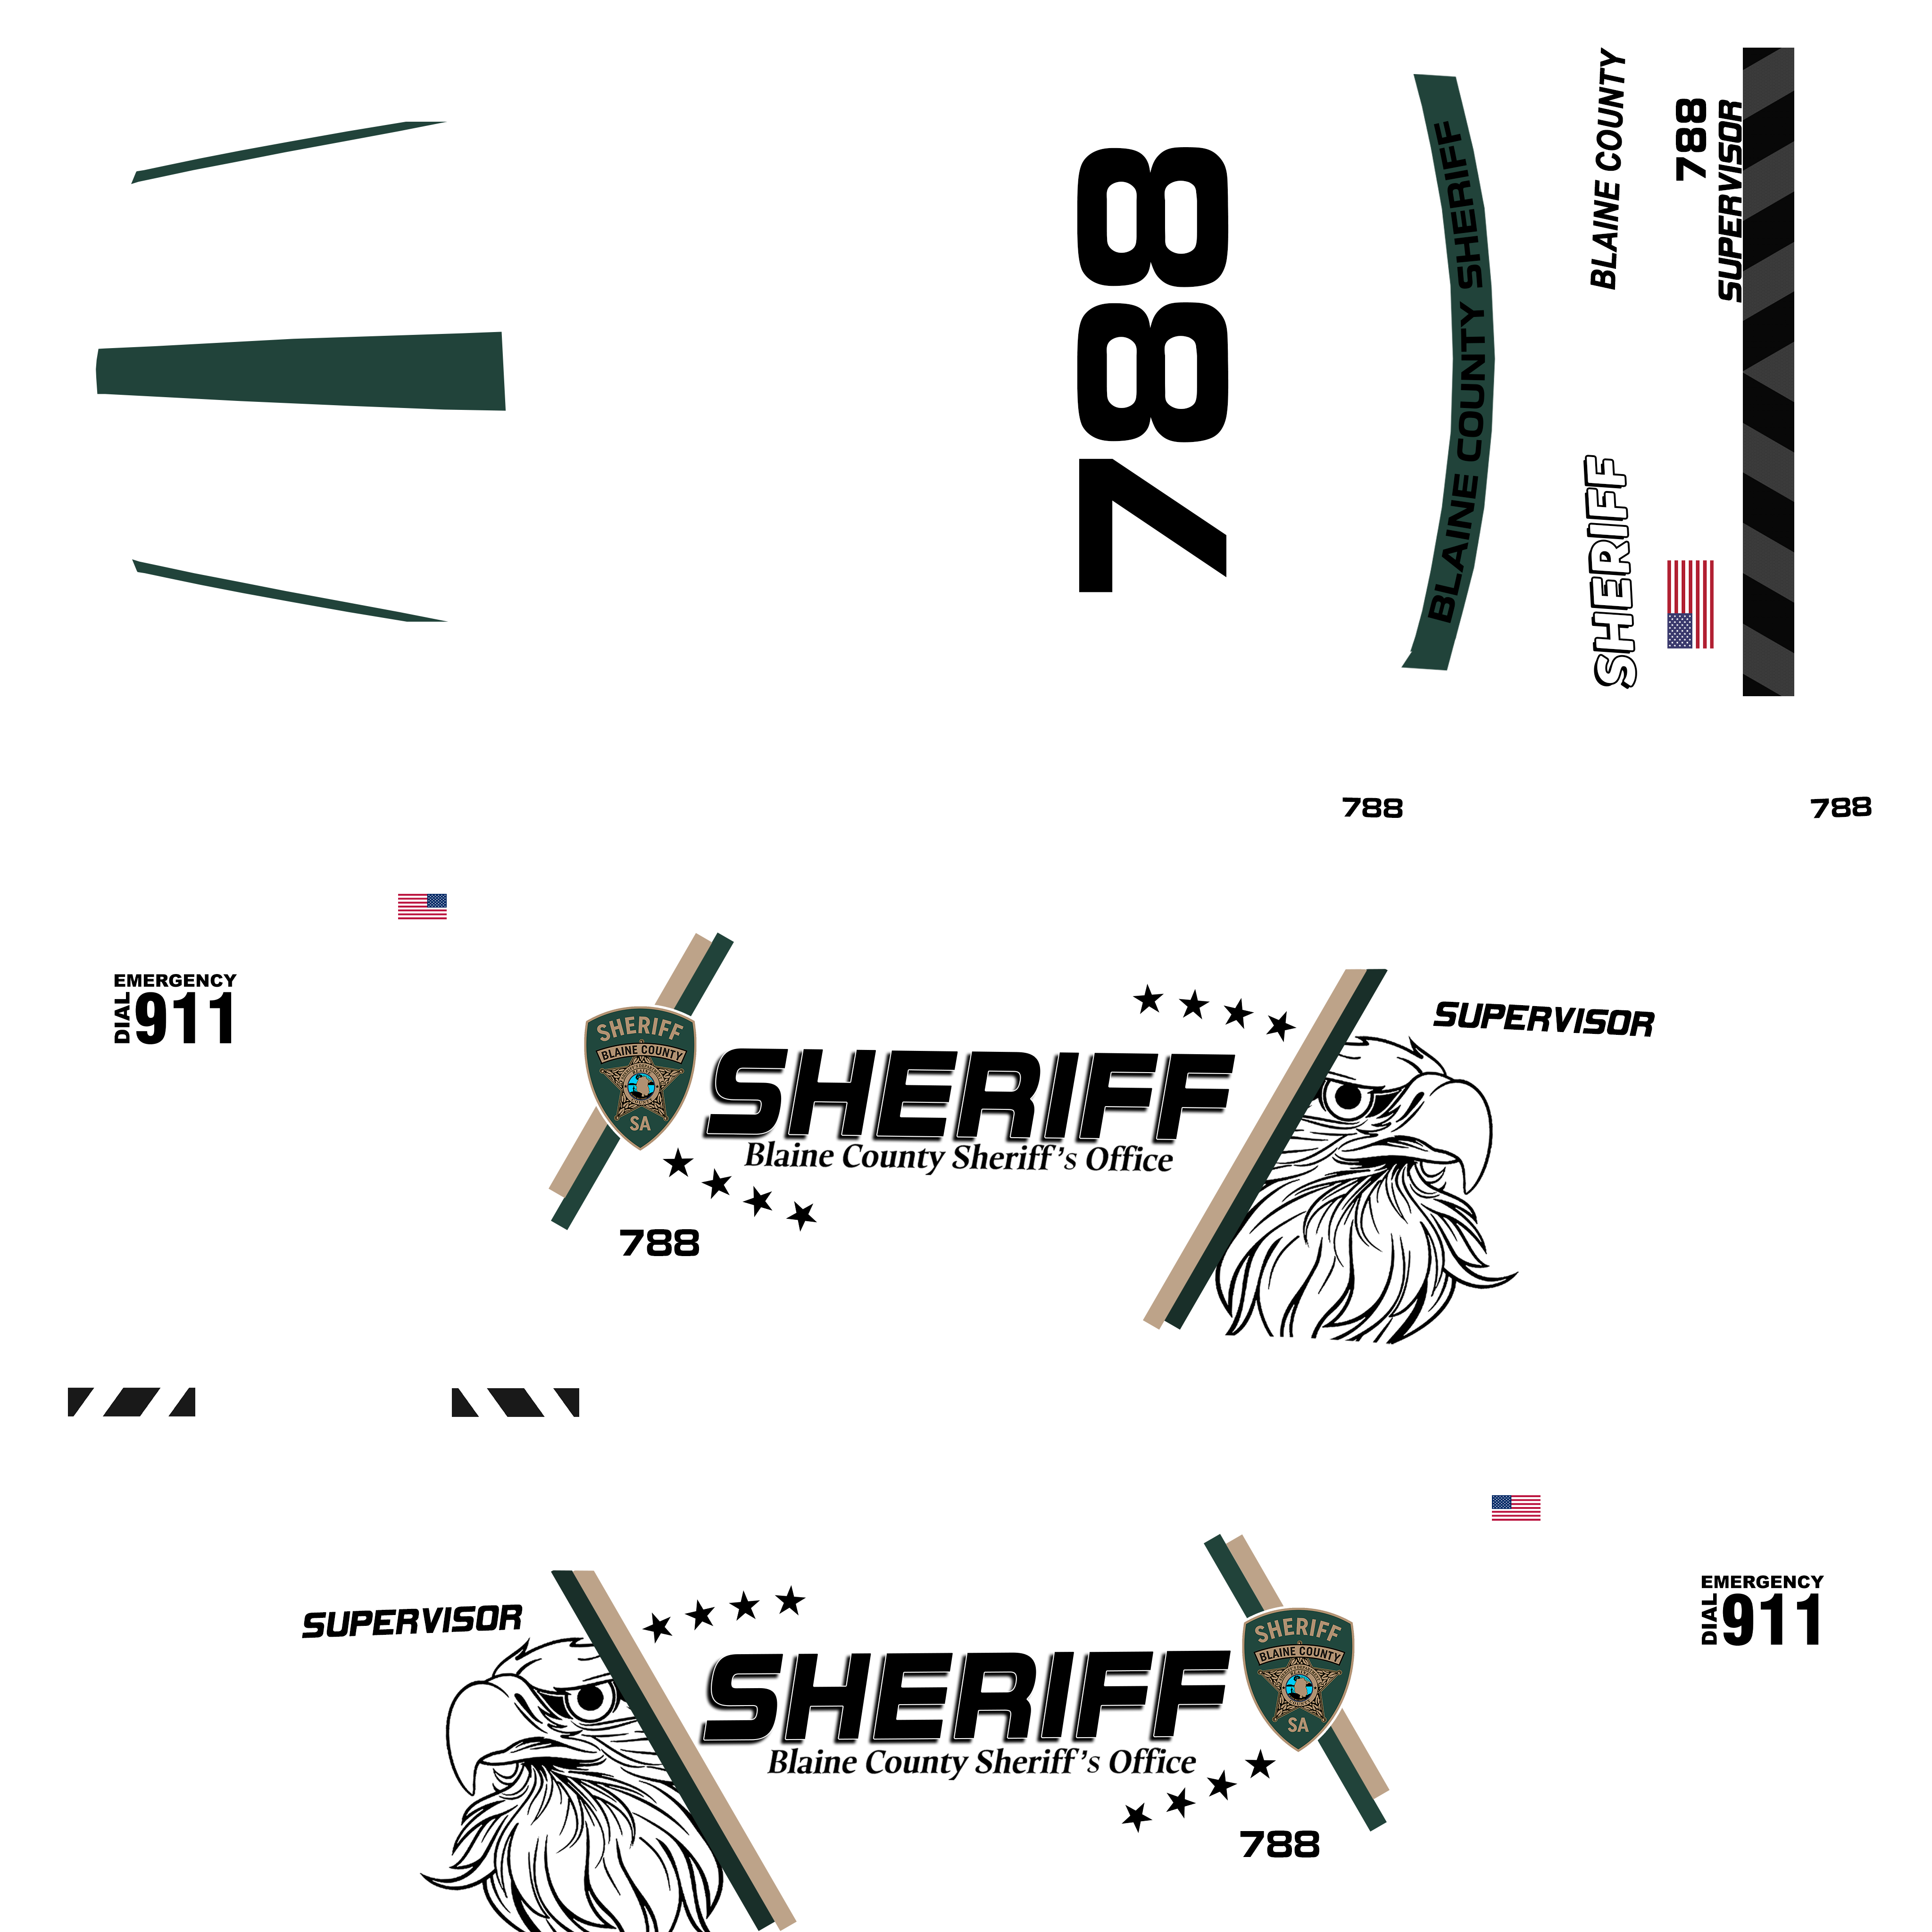 788
BLAINE COUNTY SHERIFF
BLAINE COUNTY
SHERIFF
788
SUPERVISOR
788
788
EMERGENCY
DIAL
911
SHERIFF
BLAINE COUNTY
SA
SHERIFF
Blaine County Sheriff's Office
788
SUPERVISOR
SUPERVISOR
SHERIFF
Blaine County Sheriff's Office
SHERIFF
BLAINE COUNTY
SA
788
EMERGENCY
DIAL
911